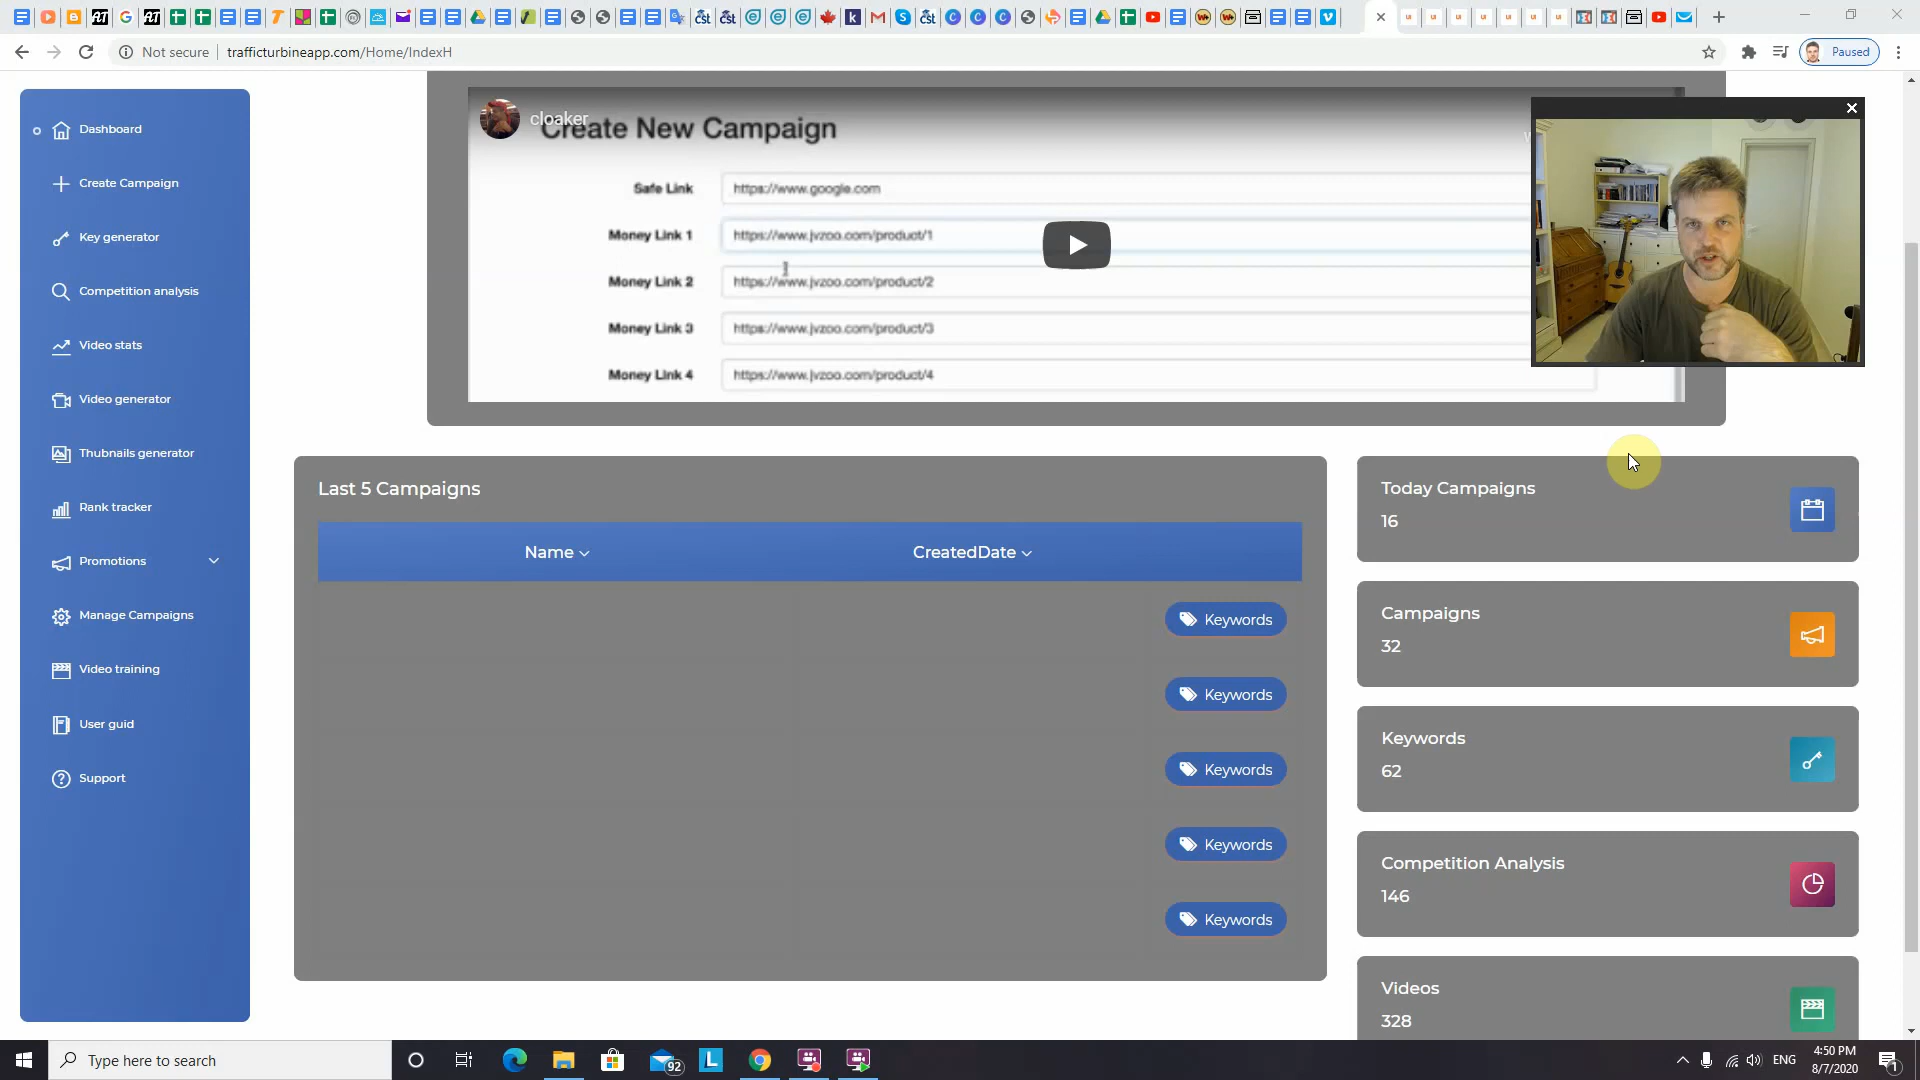 Not secure
trafficturbineapp.com/Home/IndexH
Paused
Dashboard
Create Campaign
Key generator
Competition analysis
Video stats
Video generator
Thubnails generator
Rank tracker
Promotions
Manage Campaigns
Video training
User guid
Support
cloaker
Create New Campaign
Safe Link https://www.google.com
Money Link 1 https://www.jvzoo.com/product/1
Money Link 2 https://www.jvzoo.com/product/2
Money Link 3 https://www.jvzoo.com/product/3
Money Link 4 https://www.jvzoo.com/product/4
Last 5 Campaigns
Name CreatedDate
Keywords
Keywords
Keywords
Keywords
Keywords
Today Campaigns
16
Campaigns
32
Keywords
62
Competition Analysis
146
Videos
328
Type here to search
92
L
ENG
4:50 PM
8/7/2020
1